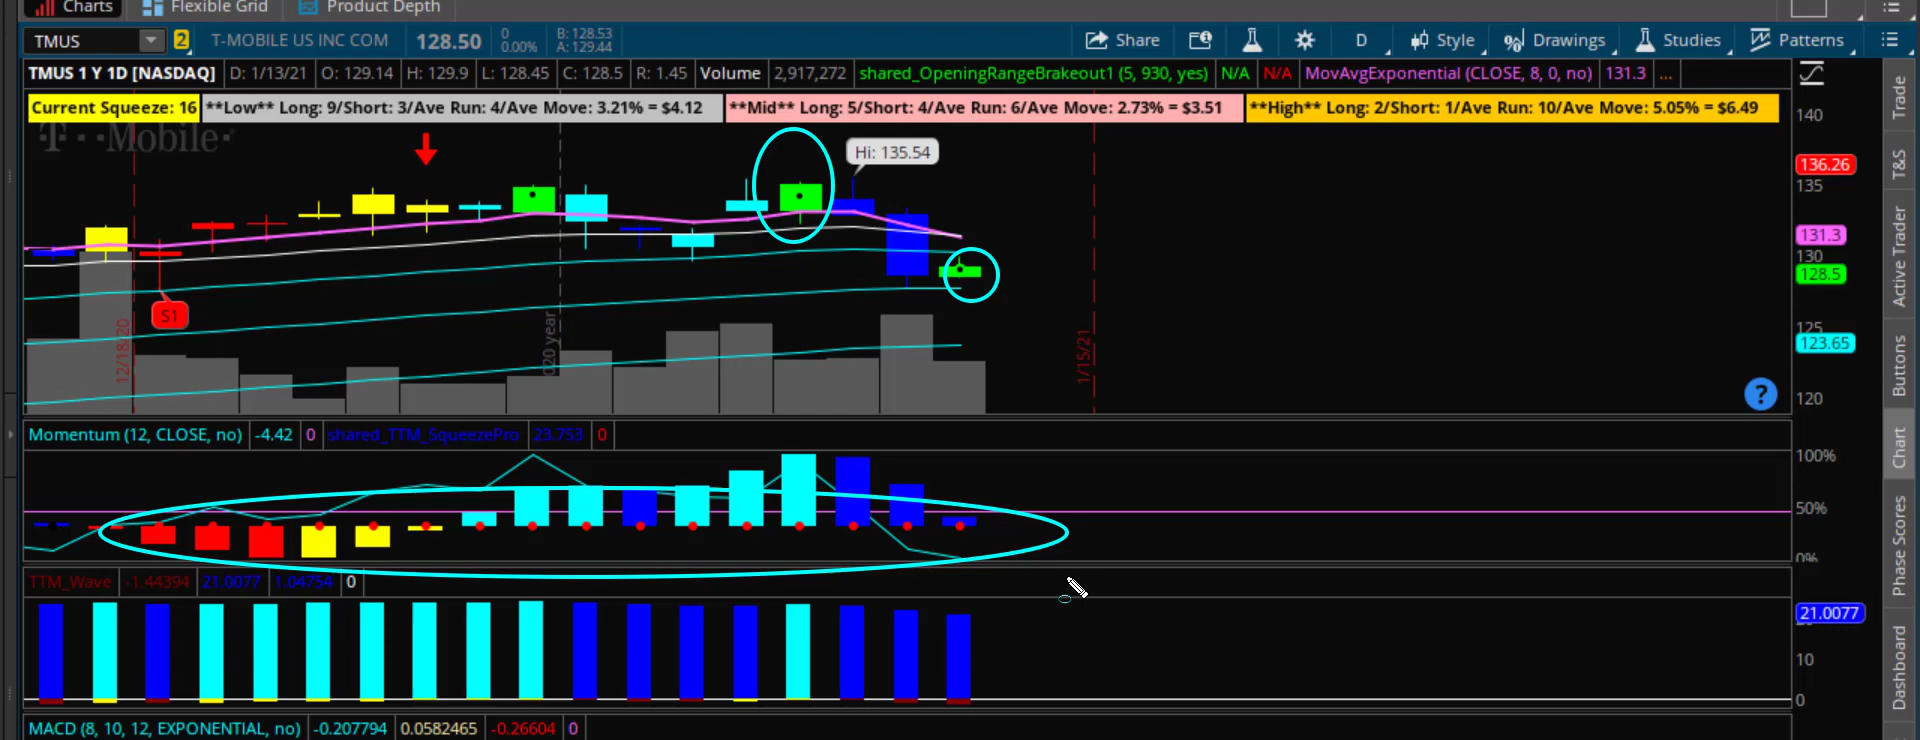 Charts Flexible Grid Product Depth
TMUS 2 T-MOBILE US INC COM 128.50 0 0.00% B: 128.53 A: 129.44 Share D Style Drawings Studies Patterns
TMUS 1 Y 1D [NASDAQ] D: 1/13/21 O: 129.14 H: 129.9 L: 128.45 C: 128.5 R: 1.45 Volume 2,917,272 shared_OpeningRangeBrakeout1 (5, 930, yes) N/A N/A MovAvgExponential (CLOSE, 8, 0, no) 131.3 ...
Current Squeeze: 16 **Low** Long: 9/Short: 3/Ave Run: 4/Ave Move: 3.21% = $4.12 **Mid** Long: 5/Short: 4/Ave Run: 6/Ave Move: 2.73% = $3.51 **High** Long: 2/Short: 1/Ave Run: 10/Ave Move: 5.05% = $6.49
140
T··Mobile·
Hi: 135.54
136.26
135
131.3
130
128.5
S1
125
123.65
12/18/20
020 year
1/15/21
120
?
Momentum (12, CLOSE, no) -4.42 0 shared_TTM_SqueezePro 23.753 0
100%
50%
0%
TTM_Wave -1.44394 21.0077 1.04754 0
21.0077
10
0
MACD (8, 10, 12, EXPONENTIAL, no) -0.207794 0.0582465 -0.26604 0
Trade
T&S
Active Trader
Buttons
Chart
Phase Scores
Dashboard